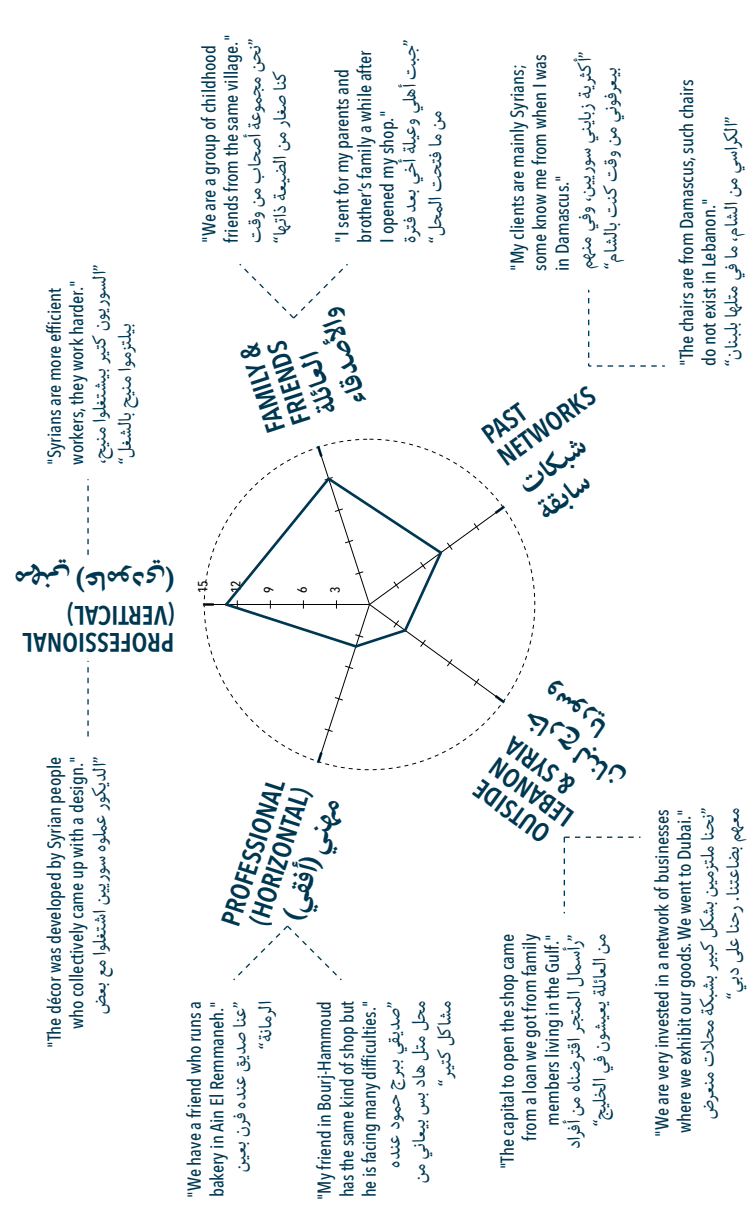 "The décor was developed by Syrian people
who collectively came up with a design."
"الديكور عملوه سوريين اشتغلوا مع بعض"
PROFESSIONAL
(VERTICAL)
مهني
(عامودي)
"Syrians are more efficient
workers, they work harder."
"السوريون كتير بيشتغلوا منيح،
بيلتزموا منيح بالشغل"
"We have a friend who runs a
bakery in Ain El Remmaneh."
"عنا صديق عنده فرن بعين
الرمانة"
"My friend in Bourj-Hammoud
has the same kind of shop but
he is facing many difficulties."
"صديقي ببرج حمود عنده
محل متل هاد بس بيعاني من
مشاكل كتير"
PROFESSIONAL
(HORIZONTAL)
مهني (أفقي)
15
12
9
6
3
FAMILY &
FRIENDS
العائلة
والأصدقاء
"We are a group of childhood
friends from the same village."
"نحن مجموعة أصحاب من وقت
كنا صغار من الضيعة ذاتها"
"I sent for my parents and
brother's family a while after
I opened my shop."
"جبت أهلي وعيلة أخي بعد فترة
من ما فتحت المحل"
OUTSIDE
LEBANON
& SYRIA
خارج لبنان
وسوريا
PAST
NETWORKS
شبكات
سابقة
"The capital to open the shop came
from a loan we got from family
members living in the Gulf."
"رأسمال المتجر اقترضناه من أفراد
من العائلة يعيشون في الخليج"
"My clients are mainly Syrians;
some know me from when I was
in Damascus."
"أكثرية زبايني سوريين، وفي منهم
بيعرفوني من وقت كنت بالشام"
"We are very invested in a network of businesses
where we exhibit our goods. We went to Dubai."
"نحنا ملتزمين بشكل كبير بشبكة محلات منعرض
معهم بضاعتنا. رحنا على دبي"
"The chairs are from Damascus, such chairs
do not exist in Lebanon."
"الكراسي من الشام، ما في متلها بلبنان"